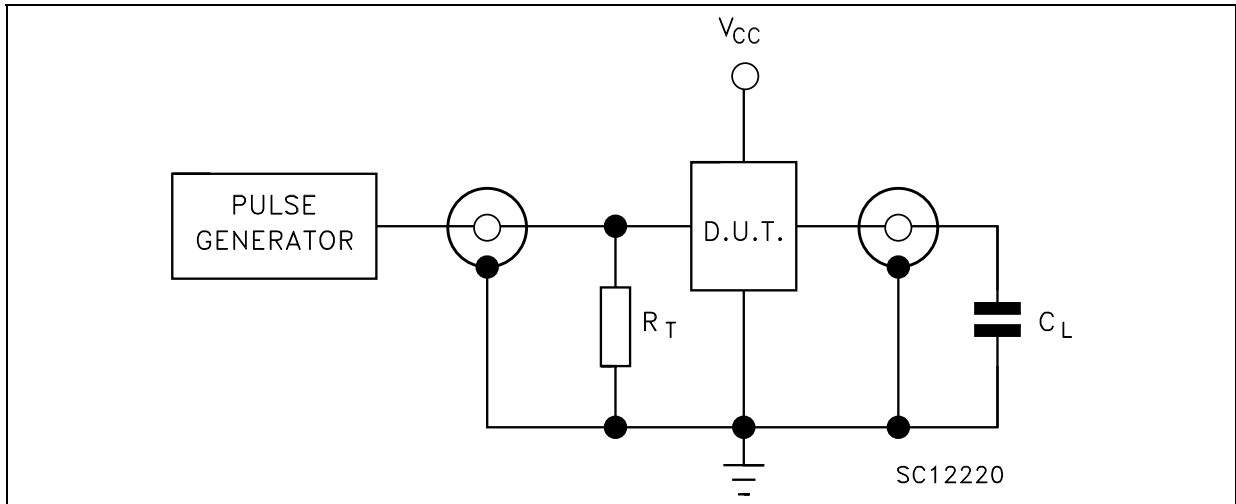 VCC
PULSE
GENERATOR
D.U.T.
RT
CL
SC12220